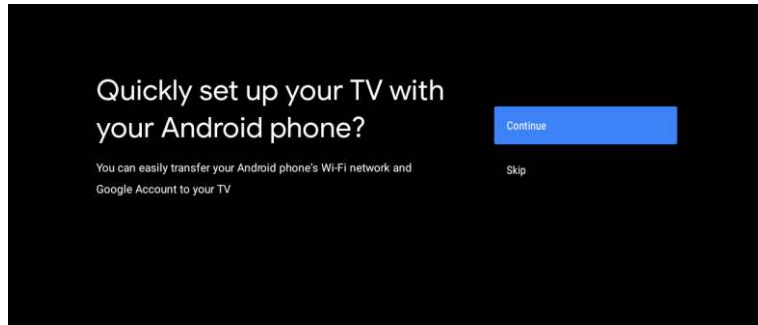 Quickly set up your TV with
your Android phone?
You can easily transfer your Android phone's Wi-Fi network and
Google Account to your TV
Continue
Skip